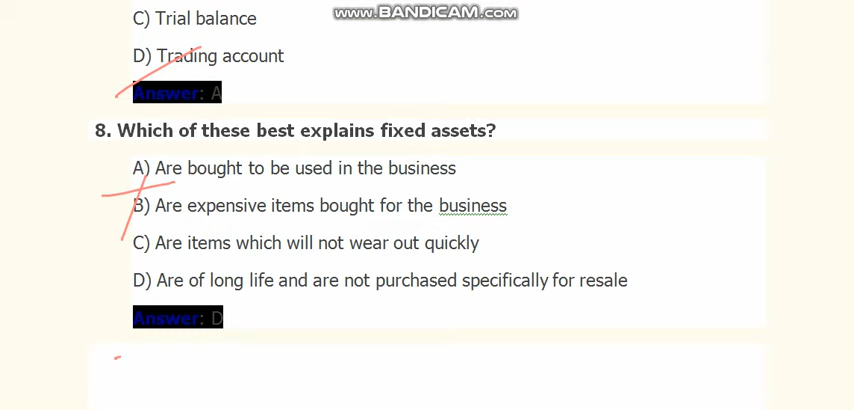 www.BANDICAM.com
C) Trial balance
D) Trading account
Answer: A
8. Which of these best explains fixed assets?
A) Are bought to be used in the business
B) Are expensive items bought for the business
C) Are items which will not wear out quickly
D) Are of long life and are not purchased specifically for resale
Answer: D